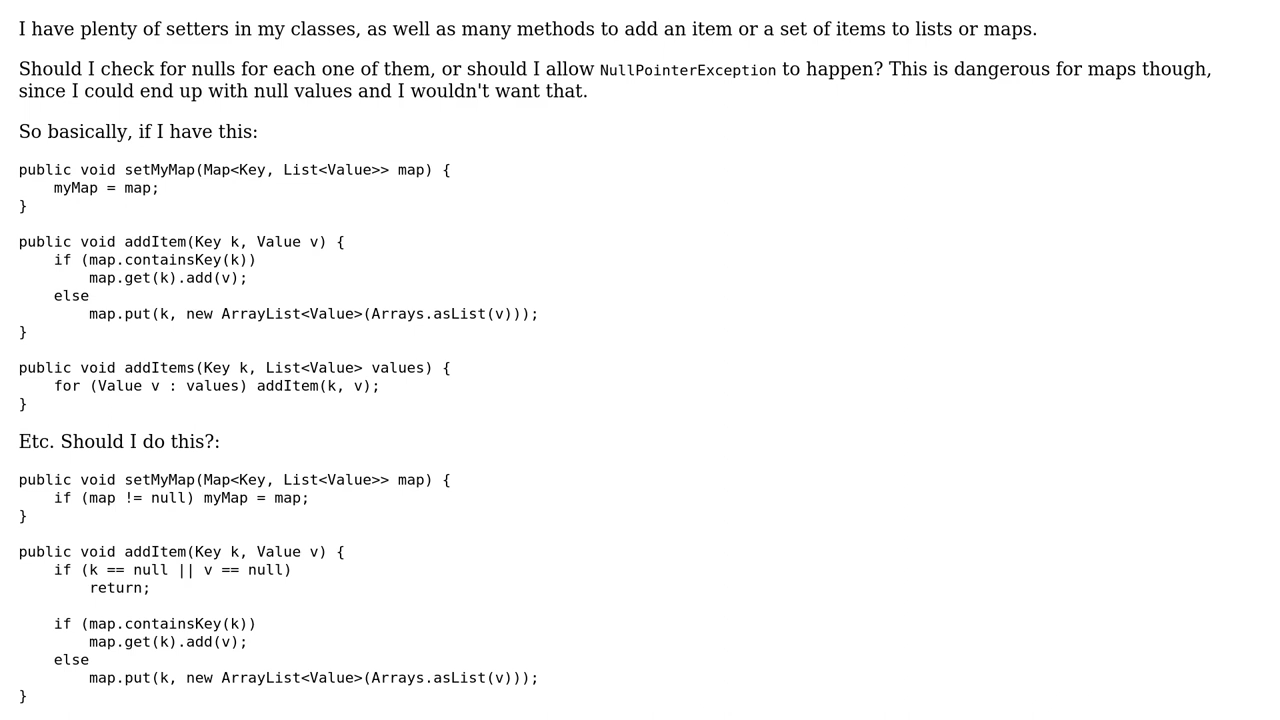 I have plenty of setters in my classes, as well as many methods to add an item or a set of items to lists or maps.
Should I check for nulls for each one of them, or should I allow NullPointerException to happen? This is dangerous for maps though,
since I could end up with null values and I wouldn't want that.
So basically, if I have this:
public void setMyMap(Map<Key, List<Value>> map) {
    myMap = map;
}
public void addItem(Key k, Value v) {
    if (map.containsKey(k))
        map.get(k).add(v);
    else
        map.put(k, new ArrayList<Value>(Arrays.asList(v)));
}
public void addItems(Key k, List<Value> values) {
    for (Value v : values) addItem(k, v);
}
Etc. Should I do this?:
public void setMyMap(Map<Key, List<Value>> map) {
    if (map != null) myMap = map;
}
public void addItem(Key k, Value v) {
    if (k == null || v == null)
        return;
    if (map.containsKey(k))
        map.get(k).add(v);
    else
        map.put(k, new ArrayList<Value>(Arrays.asList(v)));
}